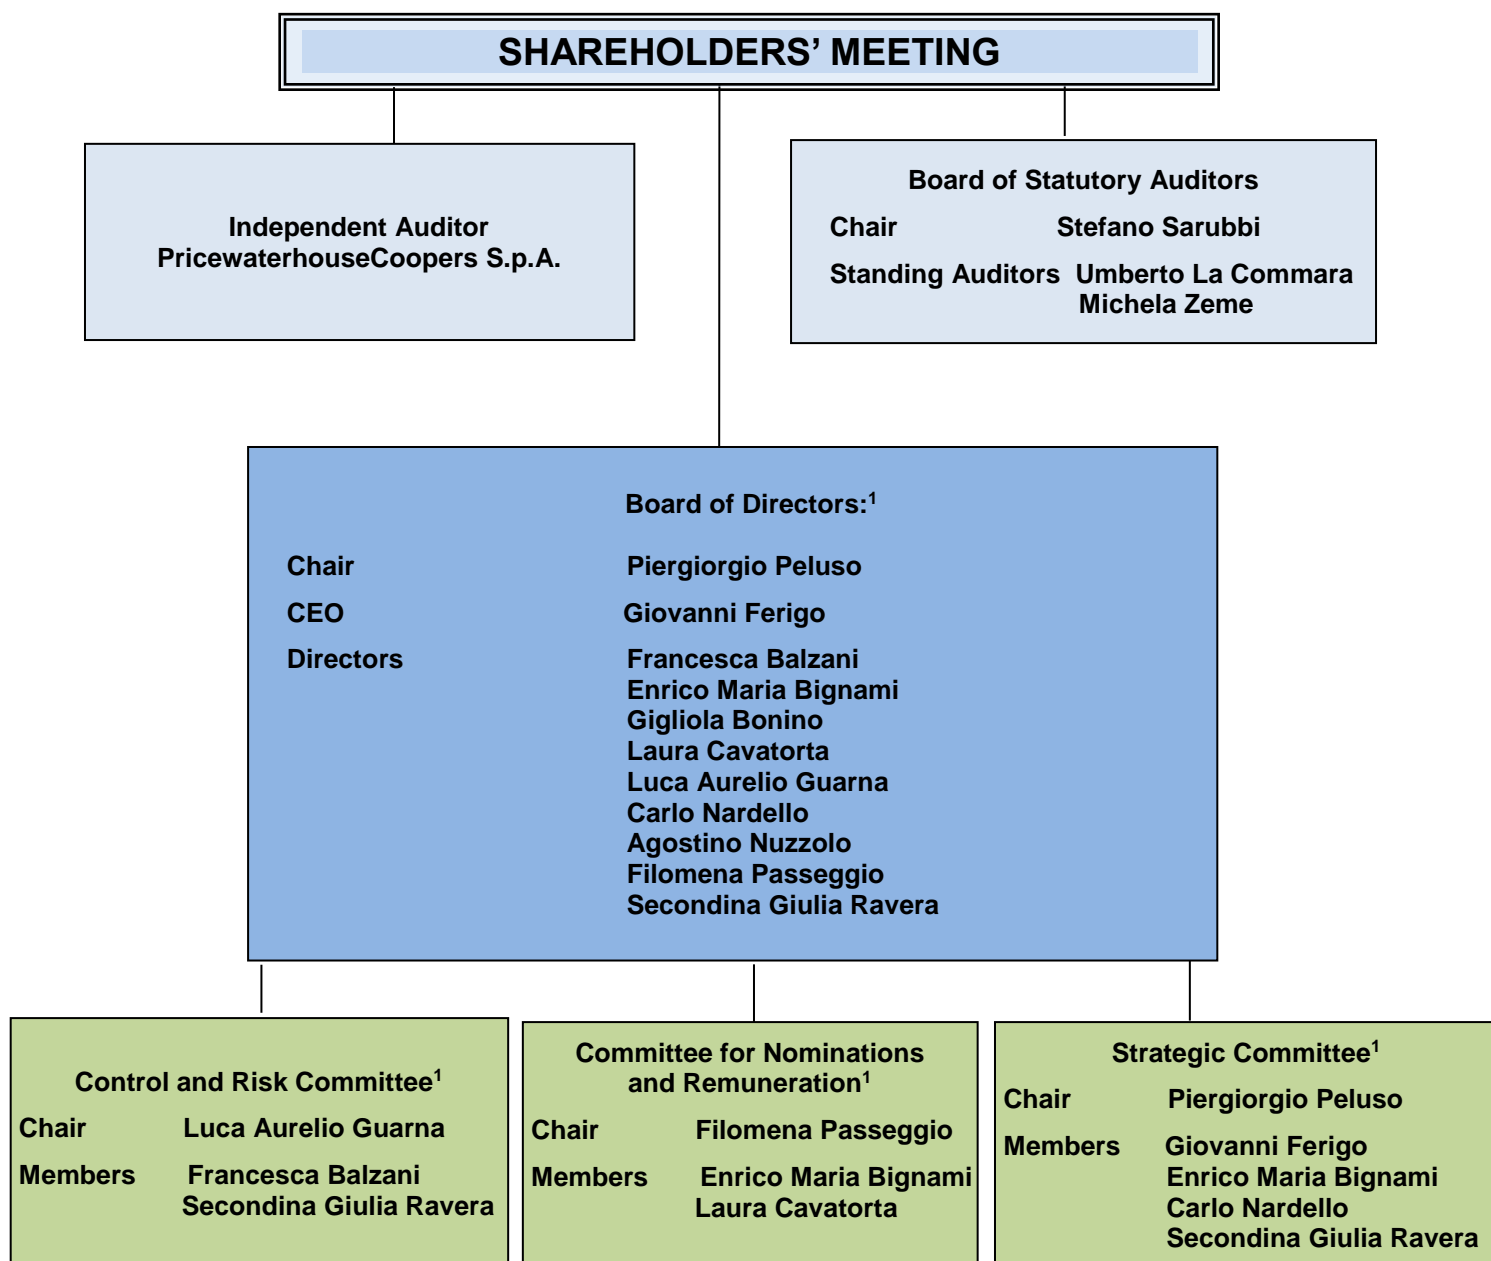 SHAREHOLDERS’ MEETING
Independent Auditor
PricewaterhouseCoopers S.p.A.
Board of Statutory Auditors
Chair Stefano Sarubbi
Standing Auditors Umberto La Commara
Michela Zeme
Board of Directors:¹
Chair Piergiorgio Peluso
CEO Giovanni Ferigo
Directors Francesca Balzani
Enrico Maria Bignami
Gigliola Bonino
Laura Cavatorta
Luca Aurelio Guarna
Carlo Nardello
Agostino Nuzzolo
Filomena Passeggio
Secondina Giulia Ravera
Control and Risk Committee¹
Chair Luca Aurelio Guarna
Members Francesca Balzani
Secondina Giulia Ravera
Committee for Nominations
and Remuneration¹
Chair Filomena Passeggio
Members Enrico Maria Bignami
Laura Cavatorta
Strategic Committee¹
Chair Piergiorgio Peluso
Members Giovanni Ferigo
Enrico Maria Bignami
Carlo Nardello
Secondina Giulia Ravera